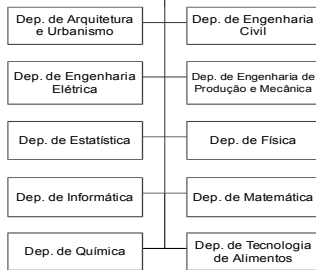 Dep. de Arquitetura
e Urbanismo
Dep. de Engenharia
Civil
Dep. de Engenharia
Elétrica
Dep. de Engenharia de
Produção e Mecânica
Dep. de Estatística
Dep. de Física
Dep. de Informática
Dep. de Matemática
Dep. de Química
Dep. de Tecnologia
de Alimentos